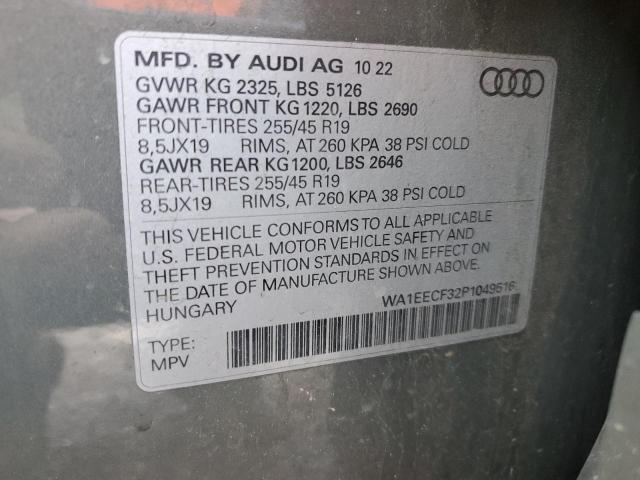 MFD. BY AUDI AG 10 22
GVWR KG 2325, LBS 5126
GAWR FRONT KG 1220, LBS 2690
FRONT-TIRES 255/45 R19
8,5JX19 RIMS, AT 260 KPA 38 PSI COLD
GAWR REAR KG 1200, LBS 2646
REAR-TIRES 255/45 R19
8,5JX19 RIMS, AT 260 KPA 38 PSI COLD
THIS VEHICLE CONFORMS TO ALL APPLICABLE
U.S. FEDERAL MOTOR VEHICLE SAFETY AND
THEFT PREVENTION STANDARDS IN EFFECT ON
THE DATE OF MANUFACTURE SHOWN ABOVE.
HUNGARY
WA1EECF32P1049516
TYPE:
MPV